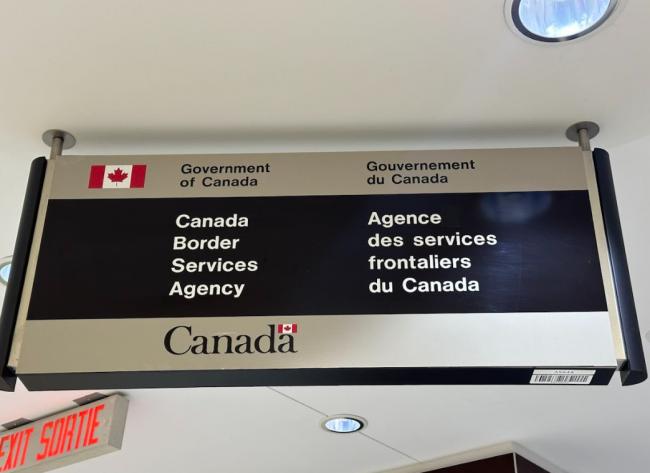 Government
of Canada
Gouvernement
du Canada
Canada
Border
Services
Agency
Agence
des services
frontaliers
du Canada
Canada
EXIT SORTIE